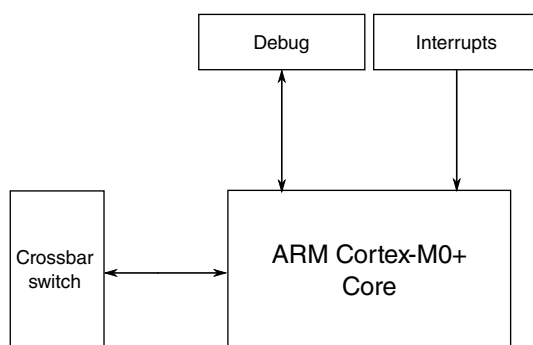 Debug
Interrupts
ARM Cortex-M0+
Core
Crossbar
switch